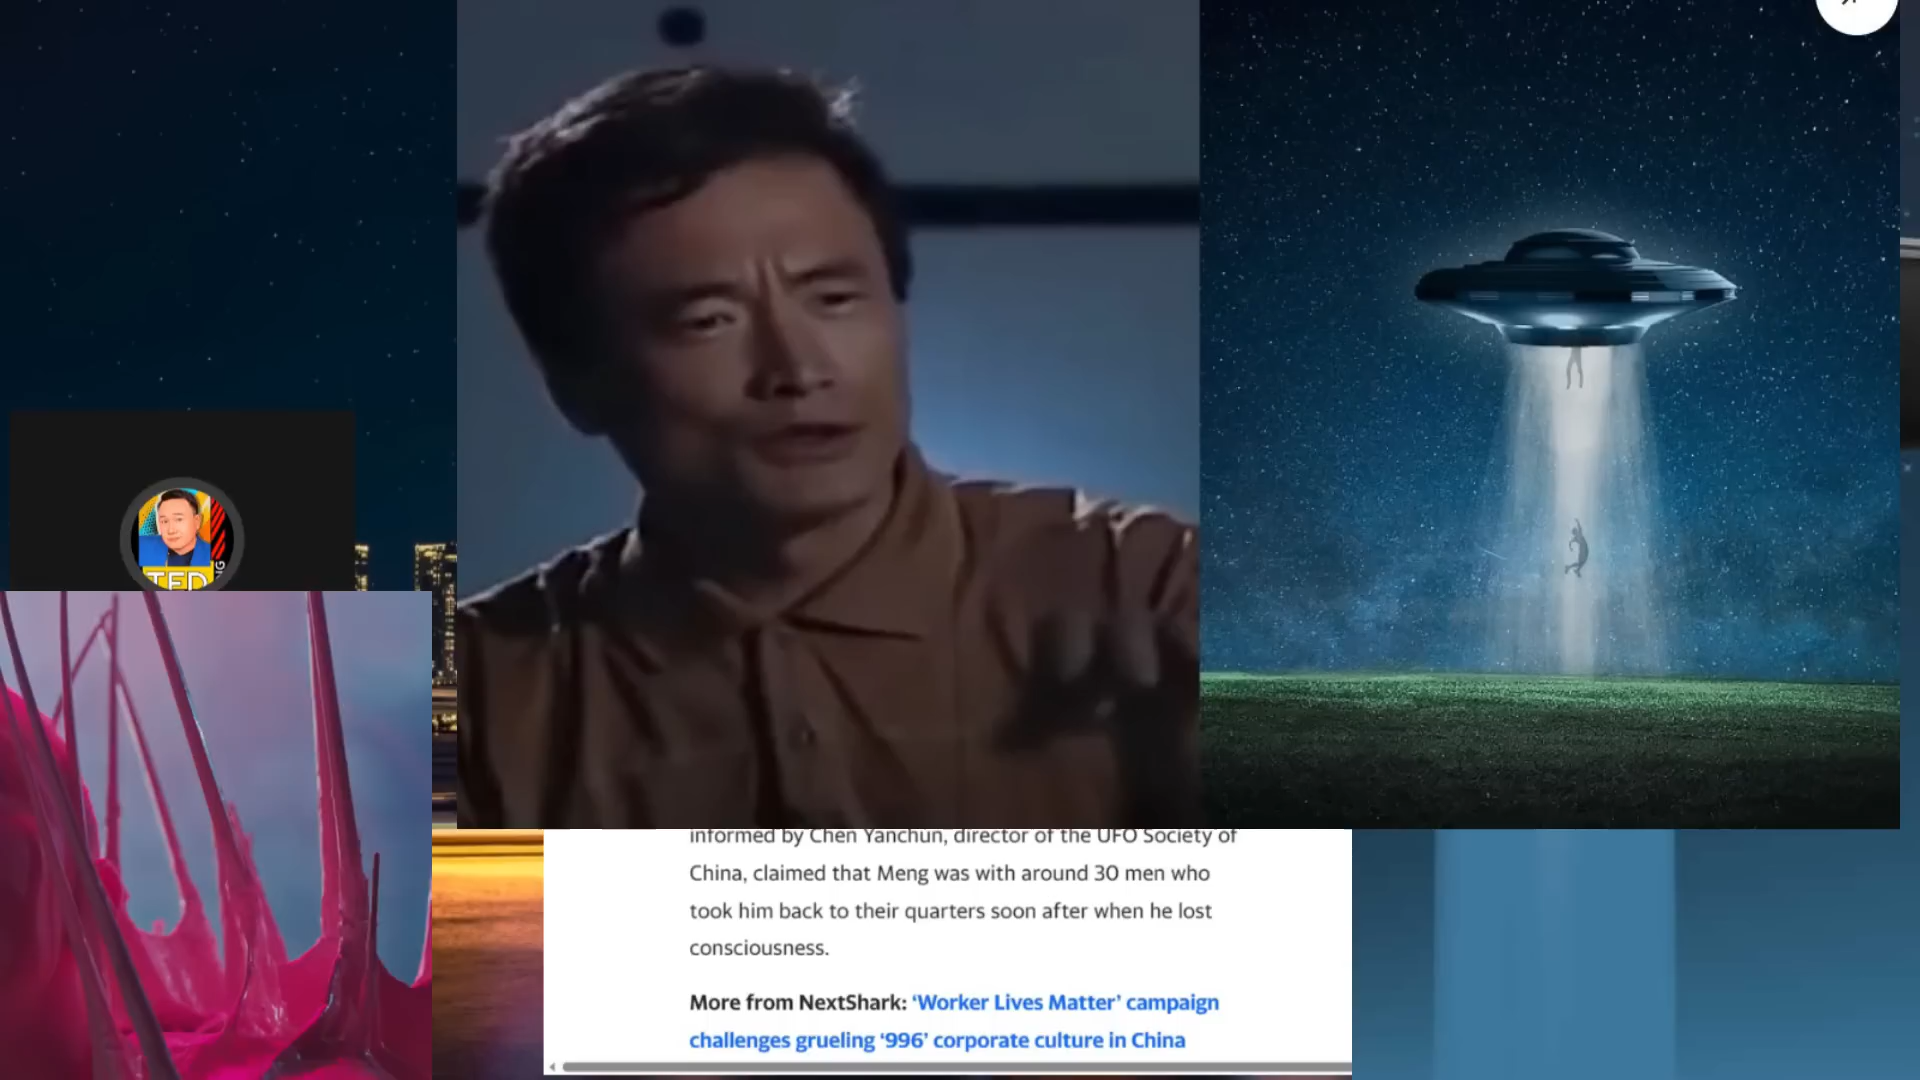 TED
NG
informed by Chen Yanchun, director of the UFO Society of
China, claimed that Meng was with around 30 men who
took him back to their quarters soon after when he lost
consciousness.
More from NextShark: ‘Worker Lives Matter’ campaign
challenges grueling ‘996’ corporate culture in China